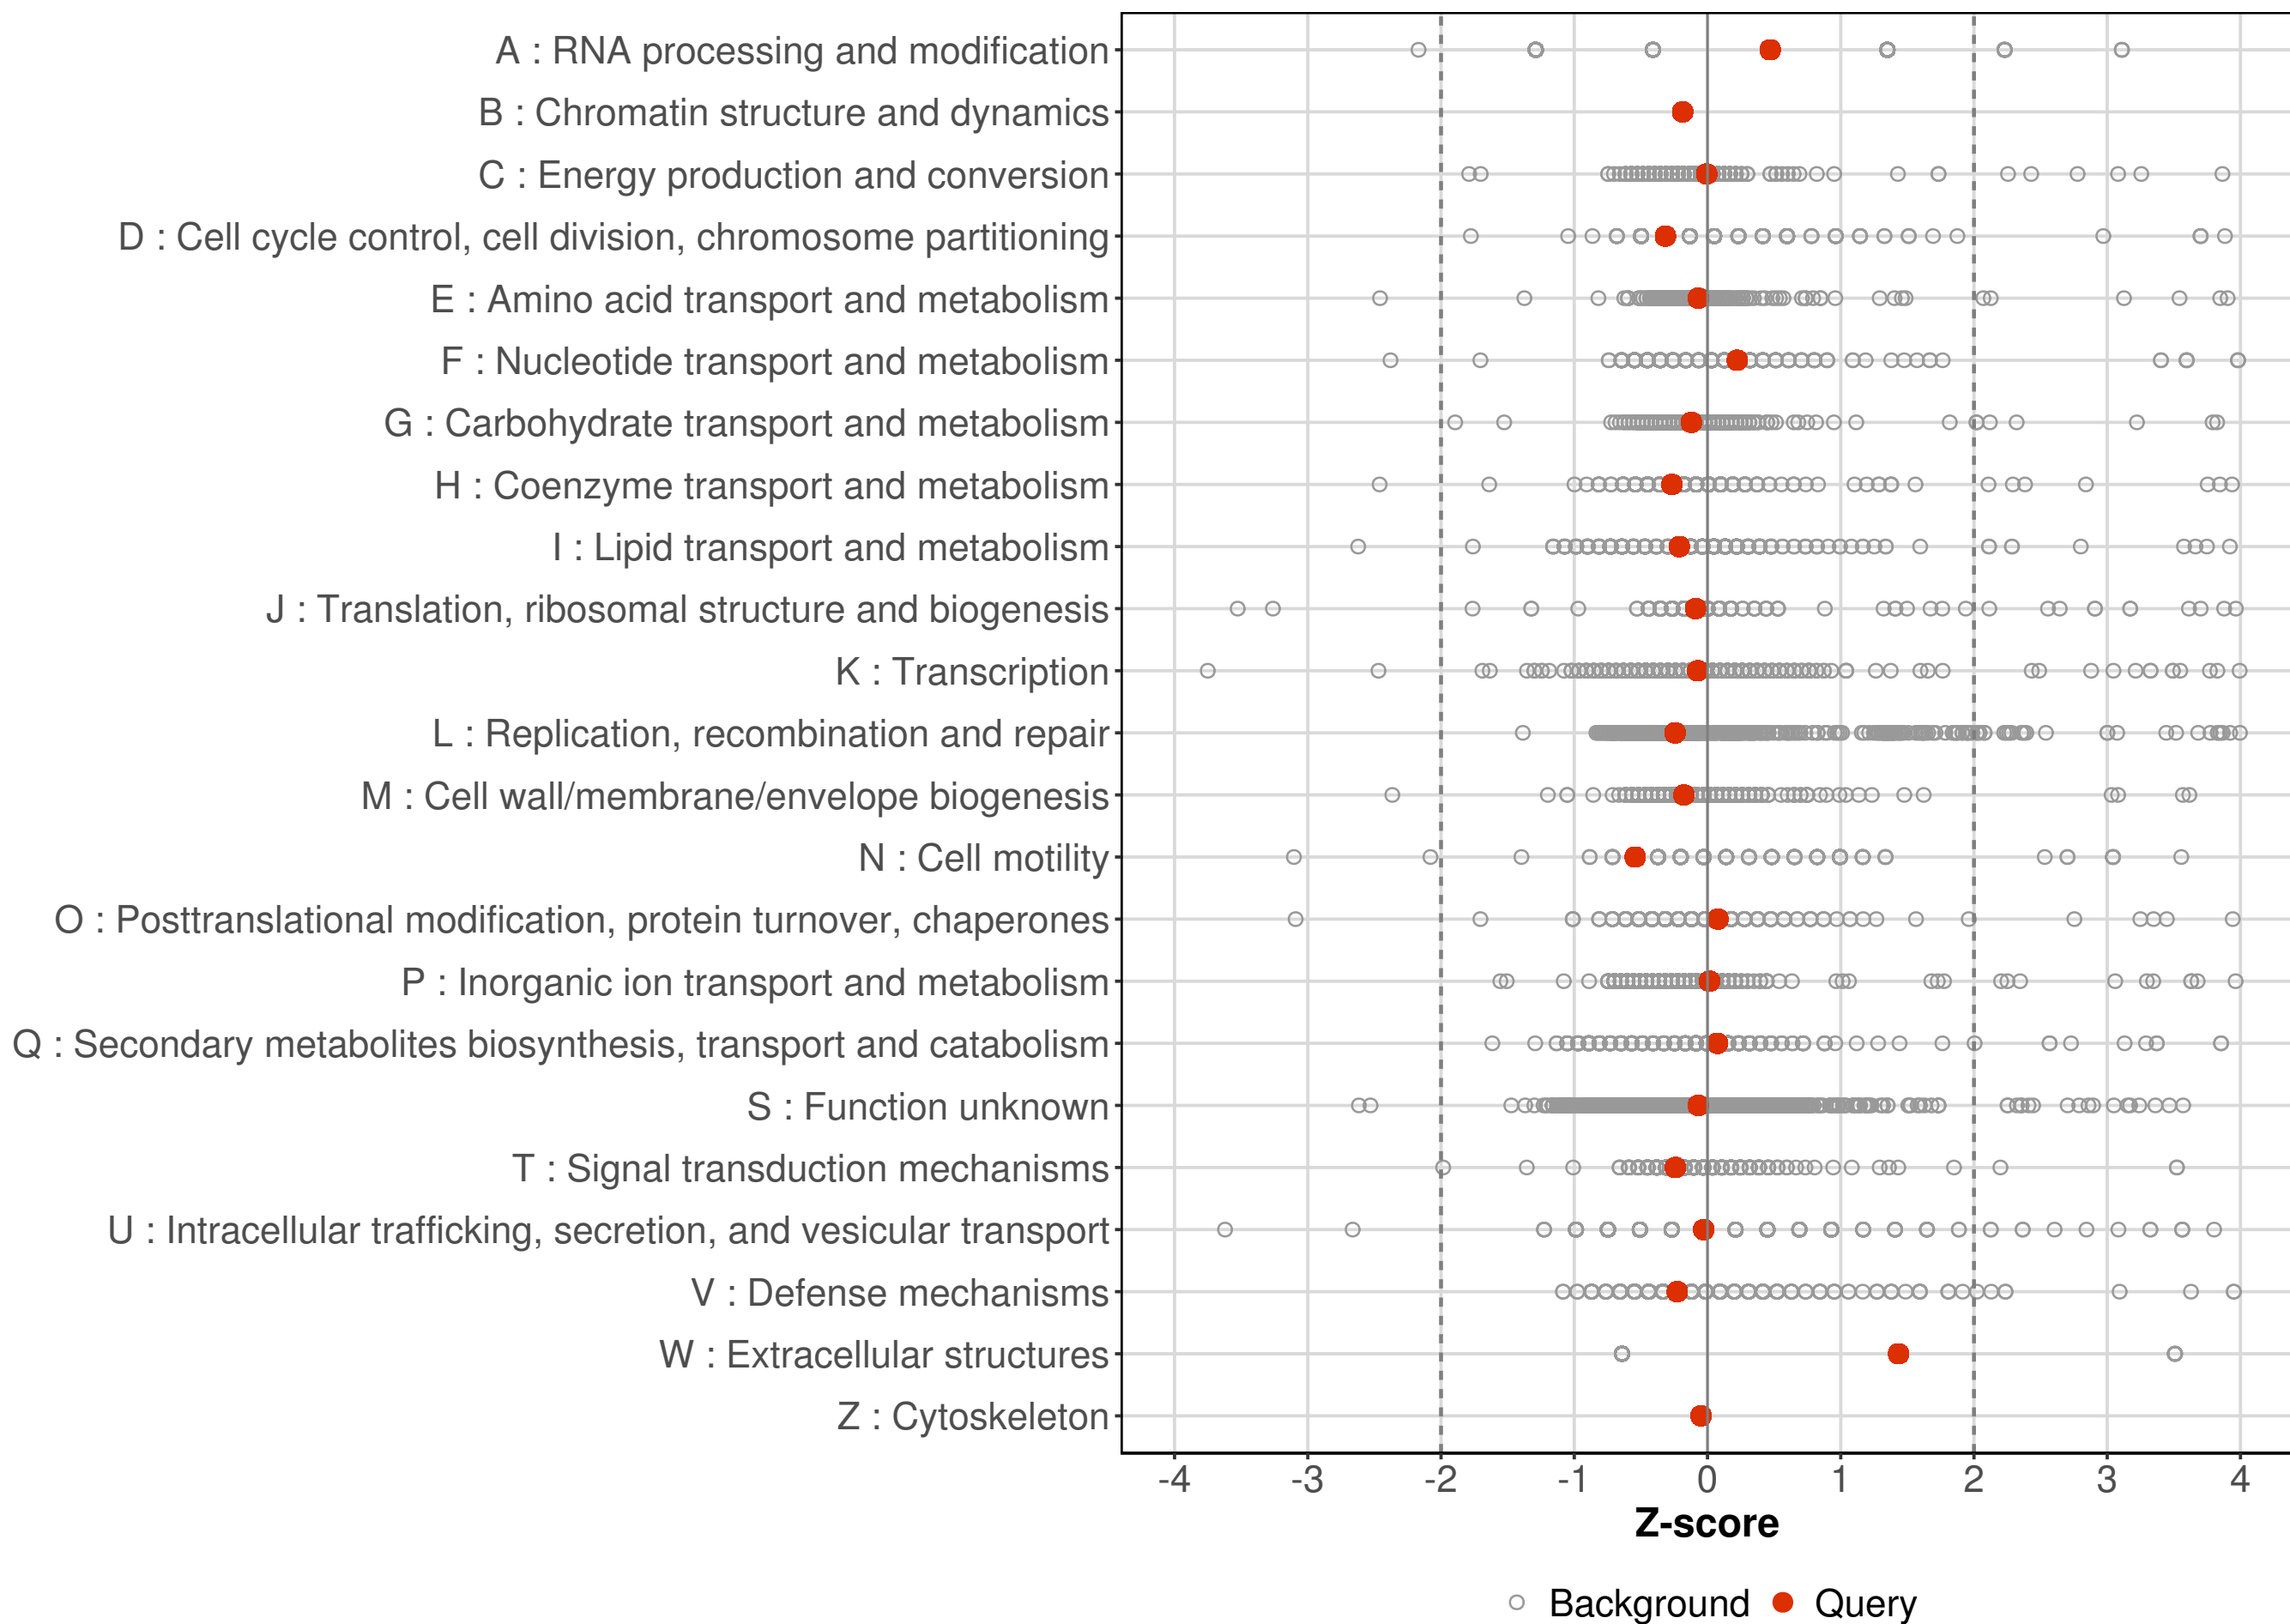 A : RNA processing and modification
B : Chromatin structure and dynamics
C : Energy production and conversion
D : Cell cycle control, cell division, chromosome partitioning
E : Amino acid transport and metabolism
F : Nucleotide transport and metabolism
G : Carbohydrate transport and metabolism
H : Coenzyme transport and metabolism
I : Lipid transport and metabolism
J : Translation, ribosomal structure and biogenesis
K : Transcription
L : Replication, recombination and repair
M : Cell wall/membrane/envelope biogenesis
N : Cell motility
O : Posttranslational modification, protein turnover, chaperones
P : Inorganic ion transport and metabolism
Q : Secondary metabolites biosynthesis, transport and catabolism
S : Function unknown
T : Signal transduction mechanisms
U : Intracellular trafficking, secretion, and vesicular transport
V : Defense mechanisms
W : Extracellular structures
Z : Cytoskeleton
-4 -3 -2 -1 0 1 2 3 4
Z-score
Background Query